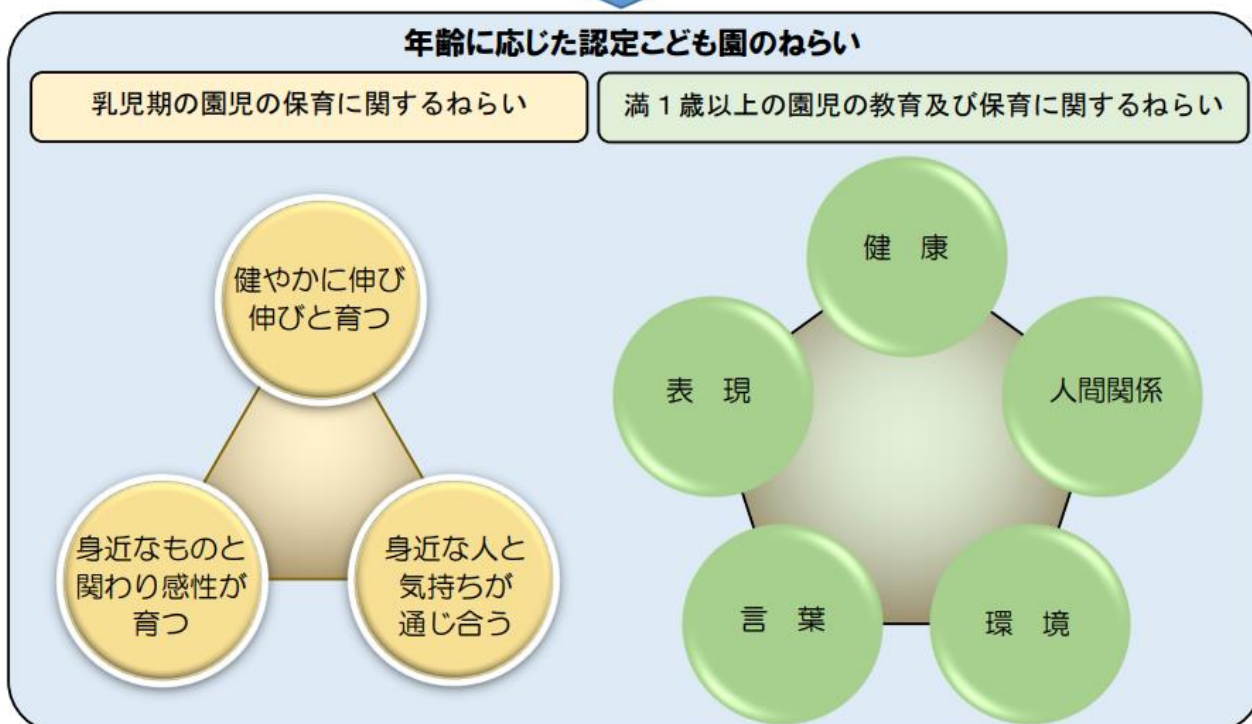 年齢に応じた認定こども園のねらい
乳児期の園児の保育に関するねらい
満１歳以上の園児の教育及び保育に関するねらい
健やかに伸び
伸びと育つ
身近なものと
関わり感性が
育つ
身近な人と
気持ちが
通じ合う
健　康
表　現
人間関係
言　葉
環　境